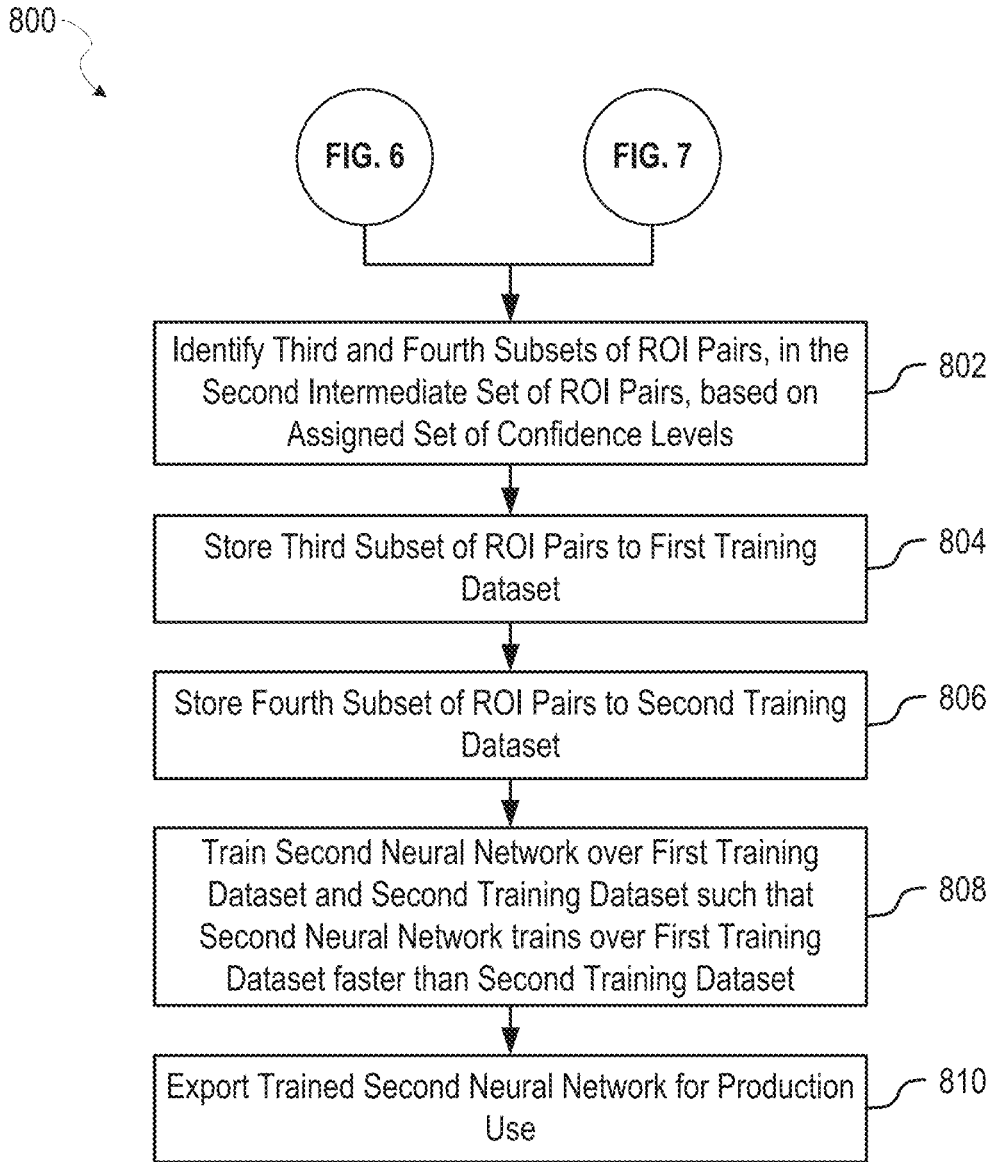 800
FIG. 6
FIG. 7
Identify Third and Fourth Subsets of ROI Pairs, in the
Second Intermediate Set of ROI Pairs, based on
Assigned Set of Confidence Levels
802
Store Third Subset of ROI Pairs to First Training
Dataset
804
Store Fourth Subset of ROI Pairs to Second Training
Dataset
806
Train Second Neural Network over First Training
Dataset and Second Training Dataset such that
Second Neural Network trains over First Training
Dataset faster than Second Training Dataset
808
Export Trained Second Neural Network for Production
Use
810